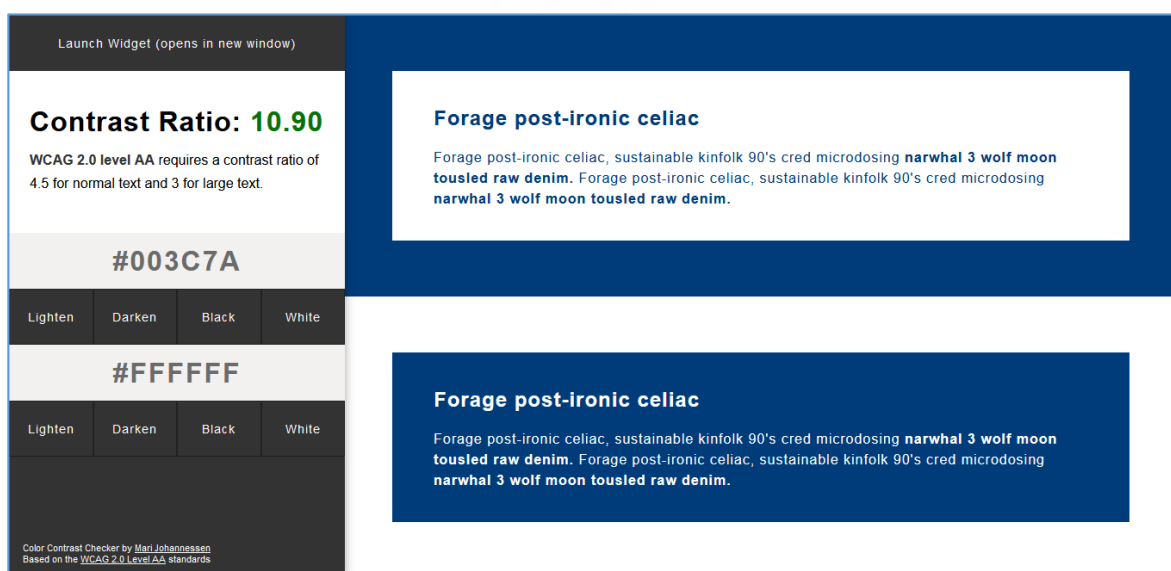 Launch Widget (opens in new window)
Contrast Ratio: 10.90
WCAG 2.0 level AA requires a contrast ratio of
4.5 for normal text and 3 for large text.
#003C7A
Lighten Darken Black White
#FFFFFF
Lighten Darken Black White
Color Contrast Checker by Mari Johannessen
Based on the WCAG 2.0 Level AA standards
Forage post-ironic celiac
Forage post-ironic celiac, sustainable kinfolk 90's cred microdosing narwhal 3 wolf moon
tousled raw denim. Forage post-ironic celiac, sustainable kinfolk 90's cred microdosing
narwhal 3 wolf moon tousled raw denim.
Forage post-ironic celiac
Forage post-ironic celiac, sustainable kinfolk 90's cred microdosing narwhal 3 wolf moon
tousled raw denim. Forage post-ironic celiac, sustainable kinfolk 90's cred microdosing
narwhal 3 wolf moon tousled raw denim.